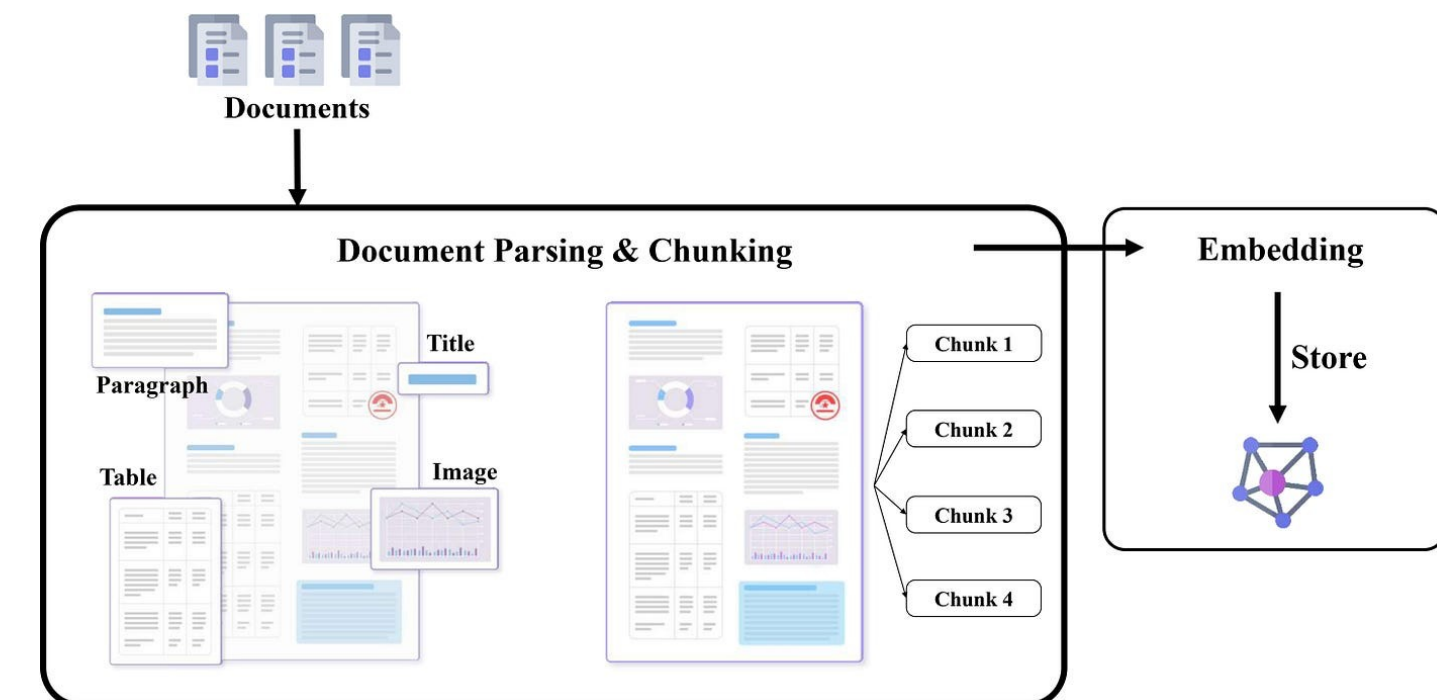 Documents
Document Parsing & Chunking
Embedding
Paragraph
Title
Table
Image
Chunk 1
Chunk 2
Chunk 3
Chunk 4
Store